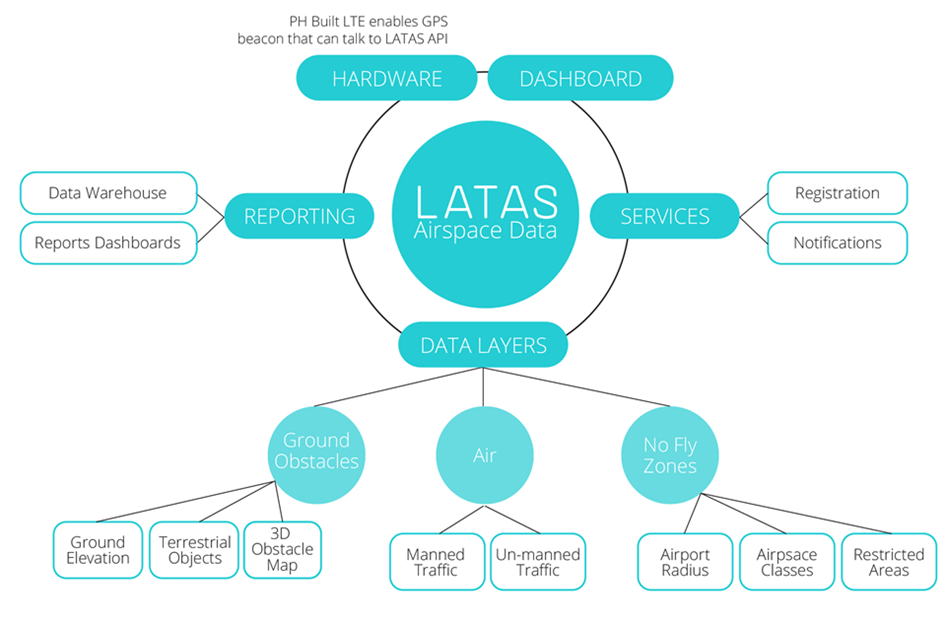 PH Built LTE enables GPS
beacon that can talk to LATAS API
HARDWARE
DASHBOARD
LATAS
Airspace Data
Data Warehouse
Reports Dashboards
REPORTING
SERVICES
Registration
Notifications
DATA LAYERS
Ground
Obstacles
Air
No Fly
Zones
Ground
Elevation
Terrestrial
Objects
3D
Obstacle
Map
Manned
Traffic
Un-manned
Traffic
Airport
Radius
Airpsace
Classes
Restricted
Areas